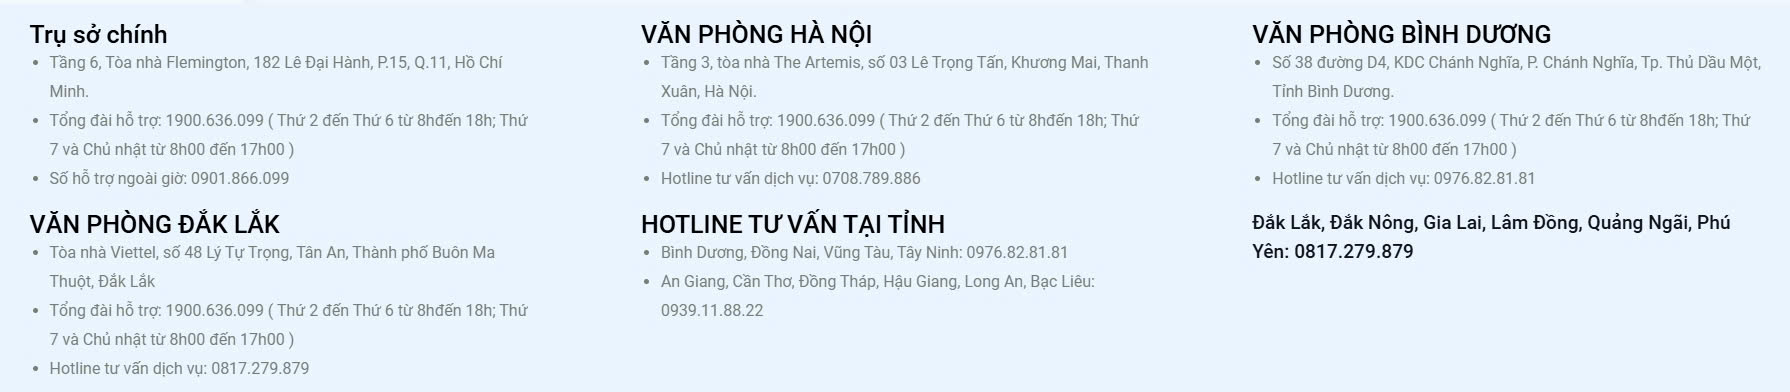 Trụ sở chính
Tầng 6, Tòa nhà Flemington, 182 Lê Đại Hành, P.15, Q.11, Hồ Chí
Minh.
Tổng đài hỗ trợ: 1900.636.099 ( Thứ 2 đến Thứ 6 từ 8hđến 18h; Thứ
7 và Chủ nhật từ 8h00 đến 17h00 )
Số hỗ trợ ngoài giờ: 0901.866.099
VĂN PHÒNG HÀ NỘI
Tầng 3, tòa nhà The Artemis, số 03 Lê Trọng Tấn, Khương Mai, Thanh
Xuân, Hà Nội.
Tổng đài hỗ trợ: 1900.636.099 ( Thứ 2 đến Thứ 6 từ 8hđến 18h; Thứ
7 và Chủ nhật từ 8h00 đến 17h00 )
Hotline tư vấn dịch vụ: 0708.789.886
VĂN PHÒNG BÌNH DƯƠNG
Số 38 đường D4, KDC Chánh Nghĩa, P. Chánh Nghĩa, Tp. Thủ Dầu Một,
Tỉnh Bình Dương.
Tổng đài hỗ trợ: 1900.636.099 ( Thứ 2 đến Thứ 6 từ 8hđến 18h; Thứ
7 và Chủ nhật từ 8h00 đến 17h00 )
Hotline tư vấn dịch vụ: 0976.82.81.81
VĂN PHÒNG ĐẮK LẮK
Tòa nhà Viettel, số 48 Lý Tự Trọng, Tân An, Thành phố Buôn Ma
Thuột, Đắk Lắk
Tổng đài hỗ trợ: 1900.636.099 ( Thứ 2 đến Thứ 6 từ 8hđến 18h; Thứ
7 và Chủ nhật từ 8h00 đến 17h00 )
Hotline tư vấn dịch vụ: 0817.279.879
HOTLINE TƯ VẤN TẠI TỈNH
Bình Dương, Đồng Nai, Vũng Tàu, Tây Ninh: 0976.82.81.81
An Giang, Cần Thơ, Đồng Tháp, Hậu Giang, Long An, Bạc Liêu:
0939.11.88.22
Đắk Lắk, Đắk Nông, Gia Lai, Lâm Đồng, Quảng Ngãi, Phú
Yên: 0817.279.879